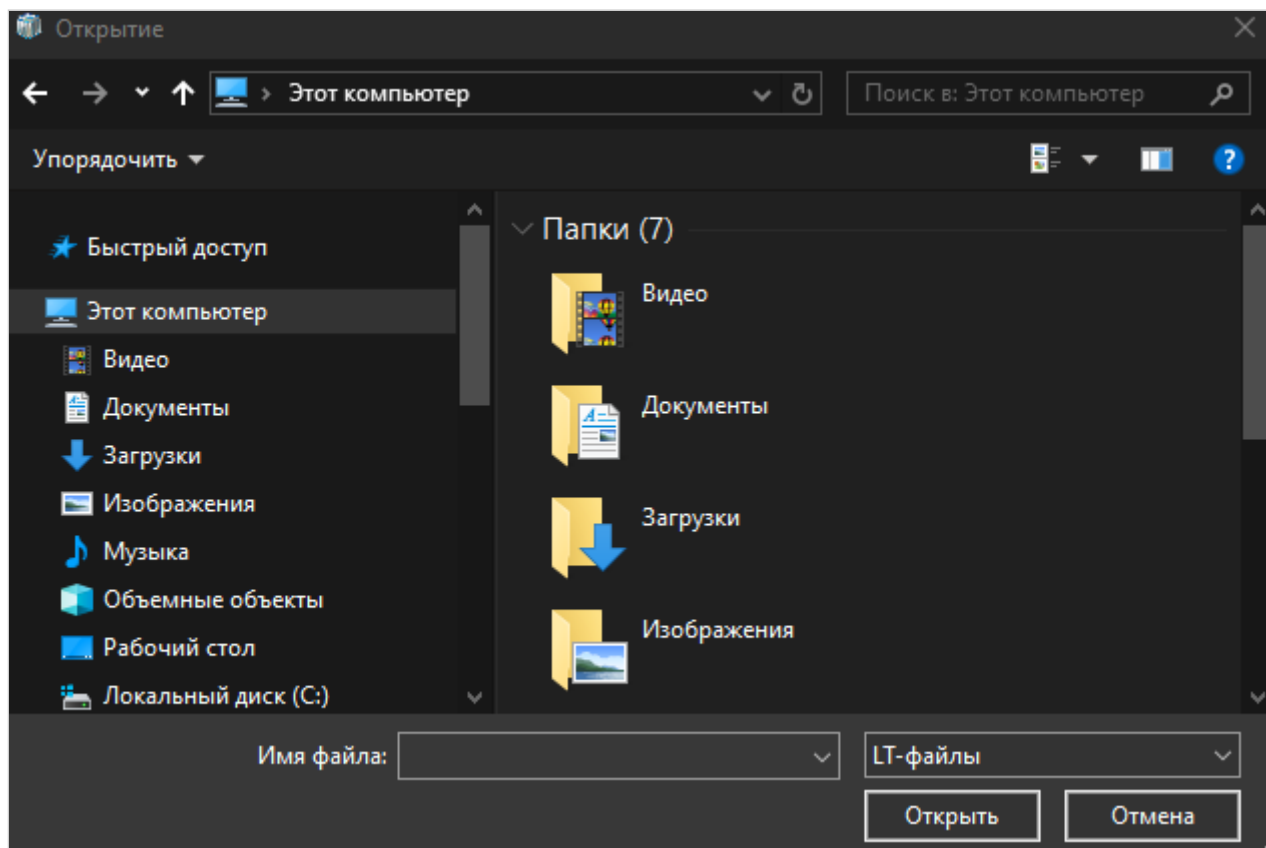 Открытие
Этот компьютер
Поиск в: Этот компьютер
Упорядочить
Быстрый доступ
Этот компьютер
Видео
Документы
Загрузки
Изображения
Музыка
Объемные объекты
Рабочий стол
Локальный диск (C:)
Папки (7)
Видео
Документы
Загрузки
Изображения
Имя файла:
LT-файлы
Открыть
Отмена